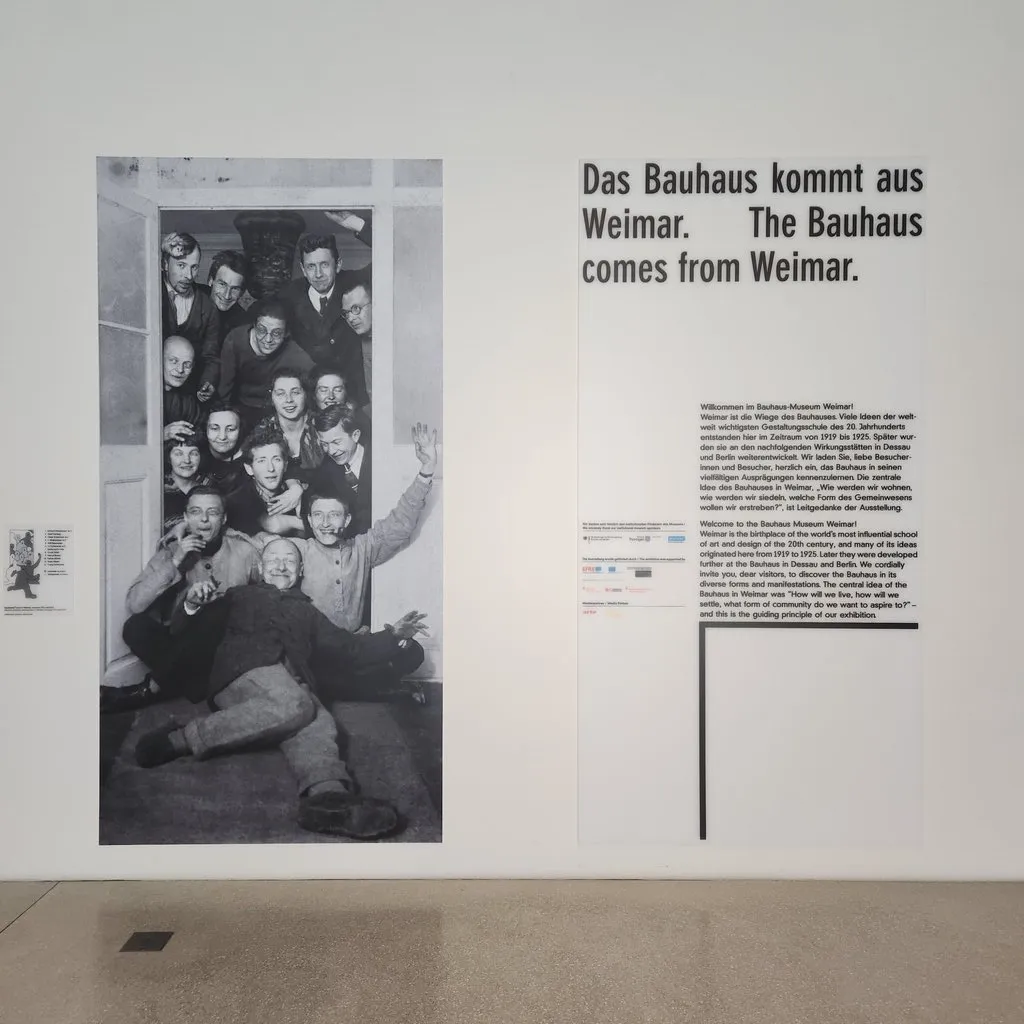 Das Bauhaus kommt aus
Weimar. The Bauhaus
comes from Weimar.
Willkommen im Bauhaus-Museum Weimar!
Weimar ist die Wiege des Bauhauses. Viele Ideen der welt-
weit wichtigsten Gestaltungsschule des 20. Jahrhunderts
entstanden hier im Zeitraum von 1919 bis 1925. Später wur-
den sie an den nachfolgenden Wirkungsstätten in Dessau
und Berlin weiterentwickelt. Wir laden Sie, liebe Besucher-
innen und Besucher, herzlich ein, das Bauhaus in seinen
vielfältigen Ausprägungen kennenzulernen. Die zentrale
Idee des Bauhauses in Weimar, „Wie werden wir wohnen,
wie werden wir siedeln, welche Form des Gemeinwesens
wollen wir erstreben?", ist Leitgedanke der Ausstellung.
Welcome to the Bauhaus Museum Weimar!
Weimar is the birthplace of the world's most influential school
of art and design of the 20th century, and many of its ideas
originated here from 1919 to 1925. Later they were developed
further at the Bauhaus in Dessau and Berlin. We cordially
invite you, dear visitors, to discover the Bauhaus in its
diverse forms and manifestations. The central idea of the
Bauhaus in Weimar was "How will we live, how will we
settle, what form of community do we want to aspire to?" –
and this is the guiding principle of our exhibition.